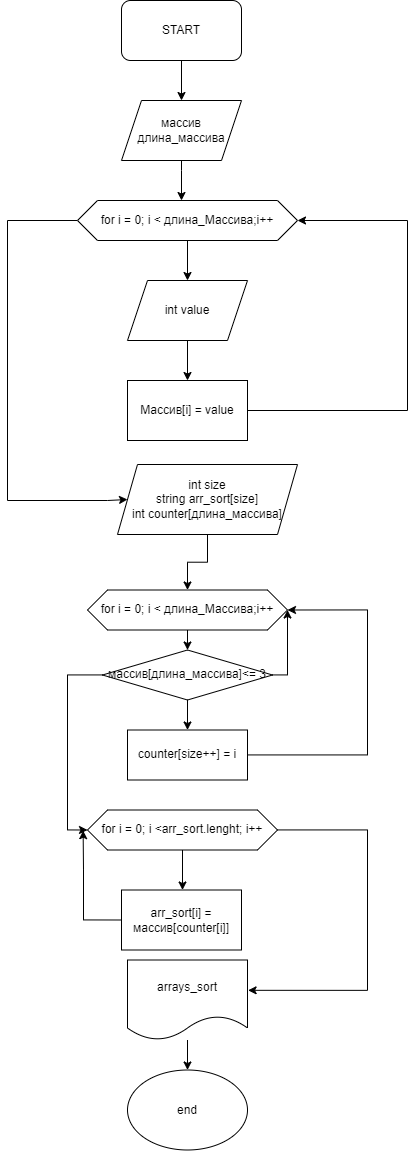 START
массив
длина_массива
for i = 0; i < длина_Массива;i++
int value
Массив[i] = value
int size
string arr_sort[size]
int counter[длина_массива]
for i = 0; i < длина_Массива;i++
массив[длина_массива]<= 3
counter[size++] = i
for i = 0; i <arr_sort.lenght; i++
arr_sort[i] =
массив[counter[i]]
arrays_sort
end